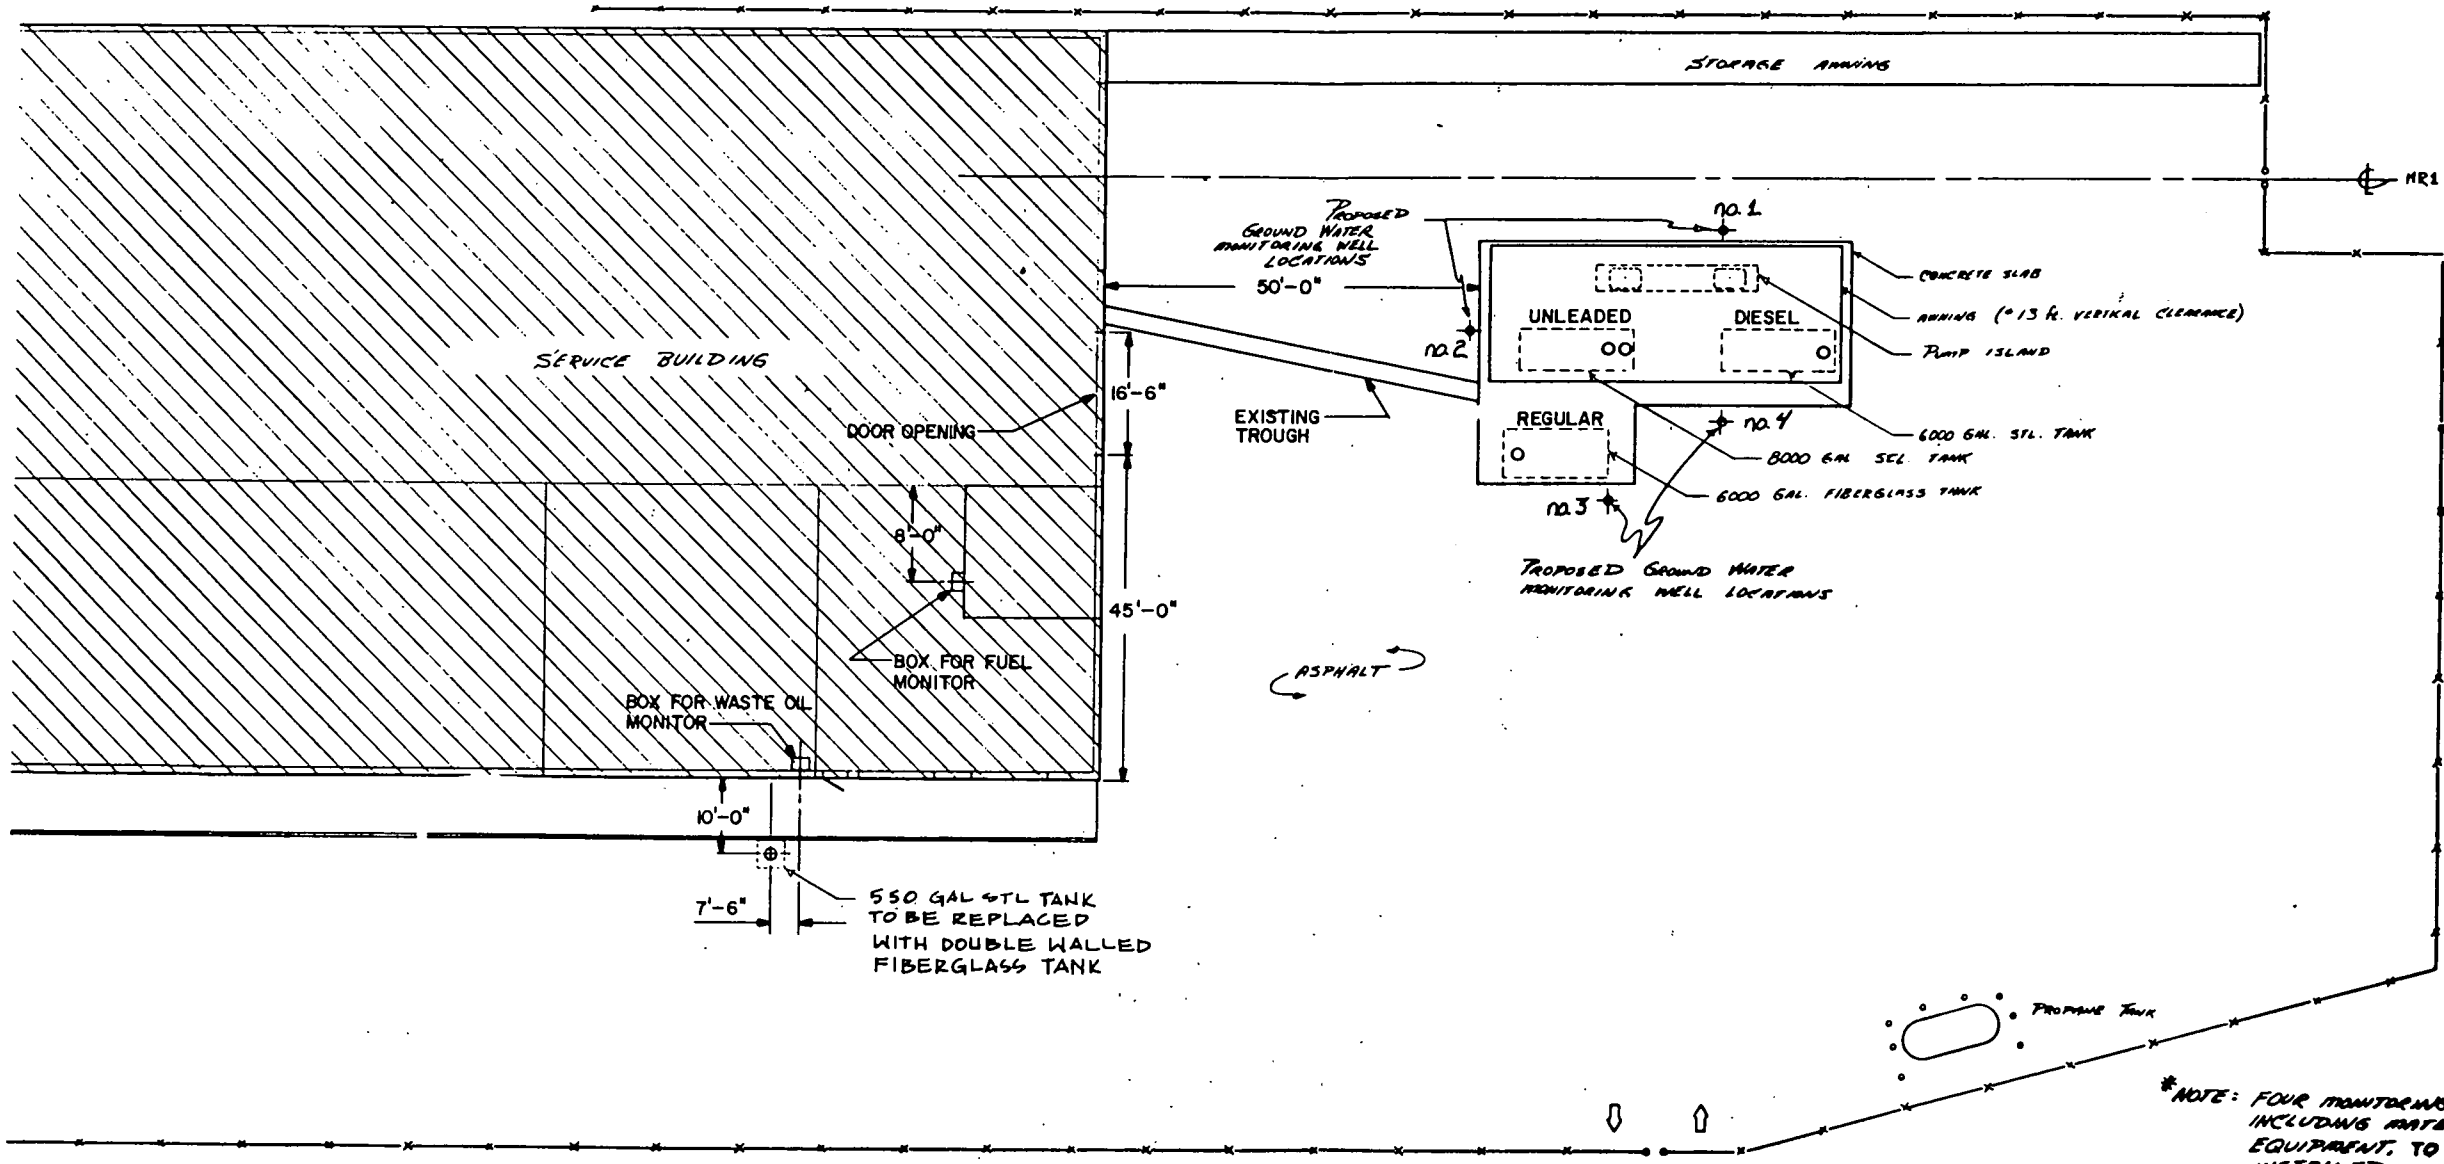 STORAGE AWNING
MR1
PROPOSED
GROUND WATER
MONITORING WELL
LOCATIONS
no.1
50'-0"
CONCRETE SLAB
AWNING (13 ft. VERTICAL CLEARANCE)
UNLEADED
DIESEL
PUMP ISLAND
no.2
SERVICE BUILDING
16'-6"
DOOR OPENING
EXISTING
TROUGH
REGULAR
no.4
6000 GAL. STL. TANK
8000 GAL STL. TANK
6000 GAL. FIBERGLASS TANK
no.3
8'-0"
PROPOSED GROUND WATER
MONITORING WELL LOCATIONS
45'-0"
BOX FOR FUEL
MONITOR
ASPHALT
BOX FOR WASTE OIL
MONITOR
10'-0"
7'-6"
550 GAL STL TANK
TO BE REPLACED
WITH DOUBLE WALLED
FIBERGLASS TANK
PROPANE TANK
*NOTE: FOUR MONITORING
INCLUDING
EQUIPMENT, TO